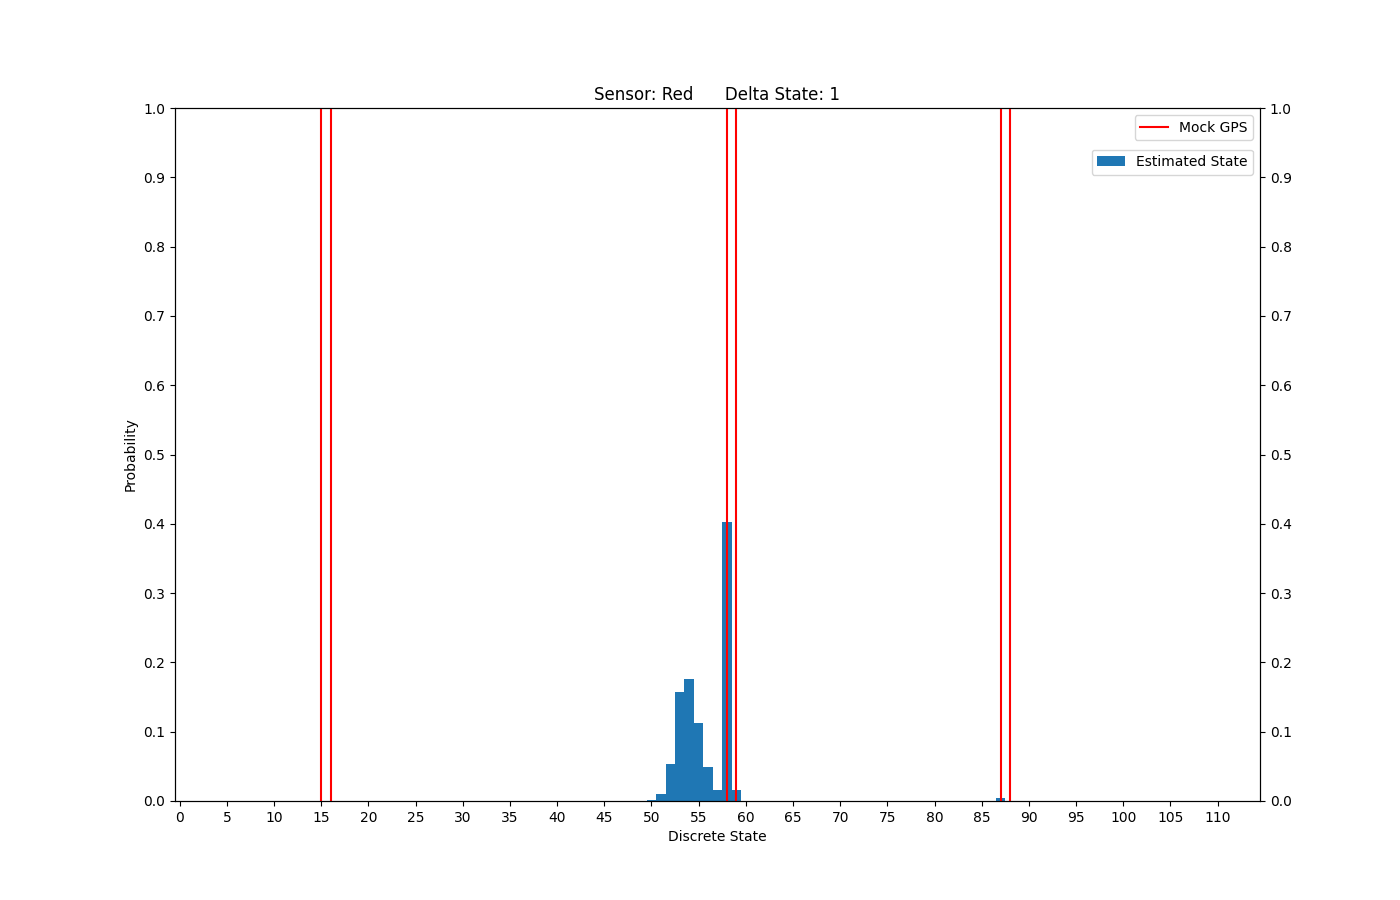 Sensor: Red Delta State: 1
1.0 1.0
Mock GPS
Estimated State
0.9 0.9
0.8 0.8
0.7 0.7
0.6 0.6
0.5 0.5
Probability
0.4 0.4
0.3 0.3
0.2 0.2
0.1 0.1
0.0 0.0
0 5 10 15 20 25 30 35 40 45 50 55 60 65 70 75 80 85 90 95 100 105 110
Discrete State